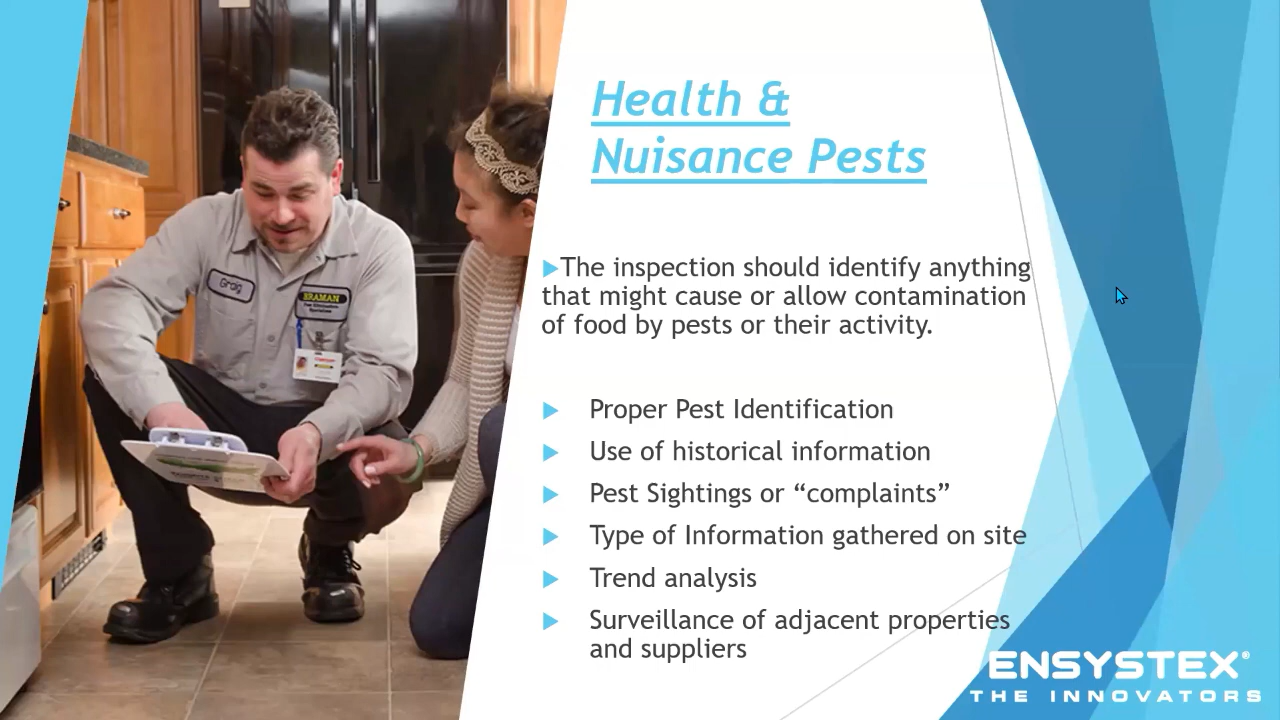 Health &
Nuisance Pests
The inspection should identify anything
that might cause or allow contamination
of food by pests or their activity.
Proper Pest Identification
Use of historical information
Pest Sightings or “complaints”
Type of Information gathered on site
Trend analysis
Surveillance of adjacent properties
and suppliers
Graig
BRAMAN
ENSYSTEX®
THE INNOVATORS